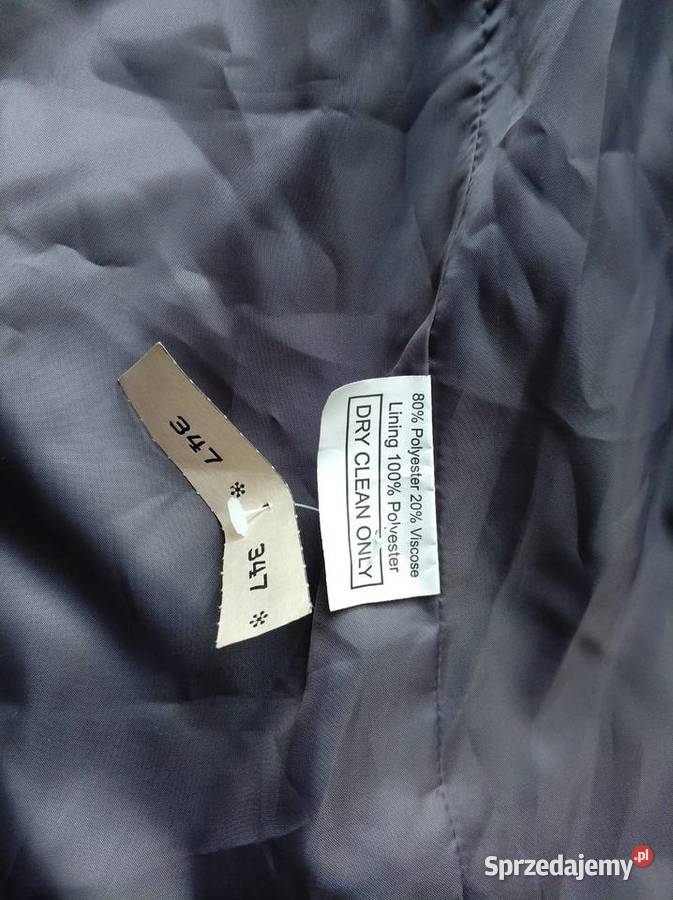 347 *
347 *
80% Polyester 20% Viscose
Lining 100% Polyester
DRY CLEAN ONLY
Sprzedajemy.pl